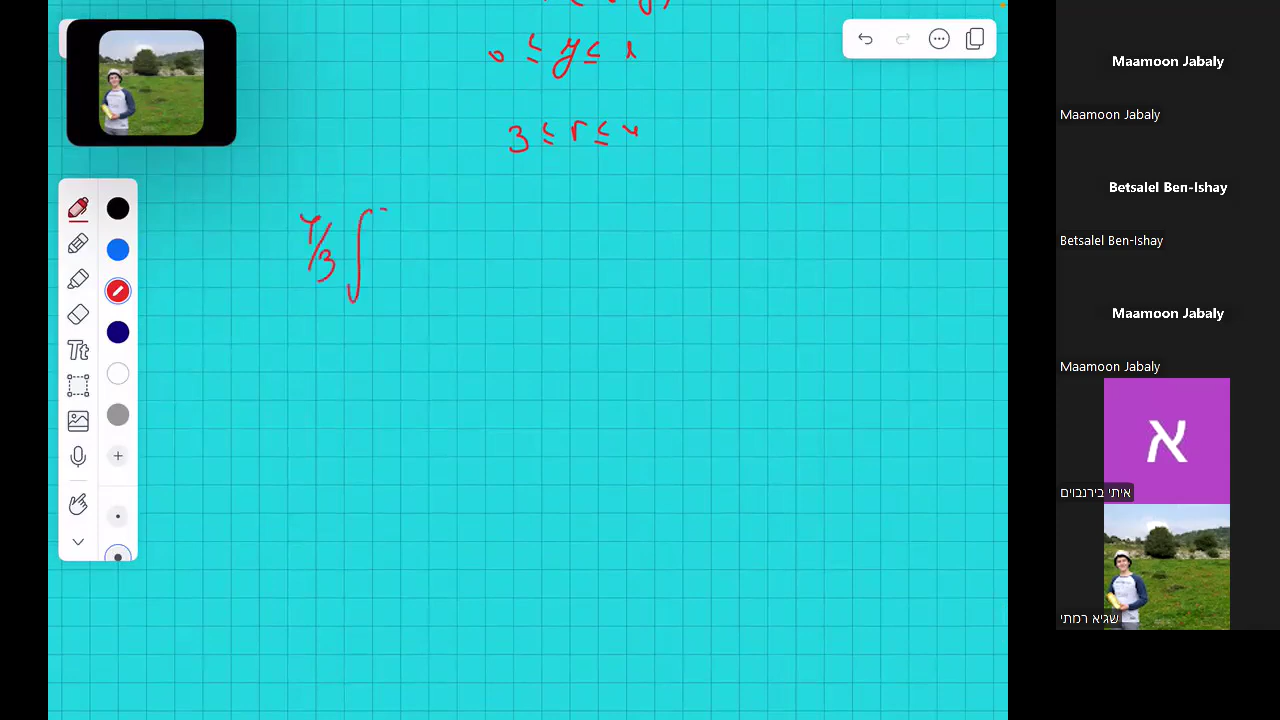 0 ≤ y ≤ x
3 ≤ r ≤ 4
4/3 ∫
Tt
Maamoon Jabaly
Maamoon Jabaly
Betsalel Ben-Ishay
Betsalel Ben-Ishay
Maamoon Jabaly
Maamoon Jabaly
א
איתי בירנבוים
שגיא רמתי